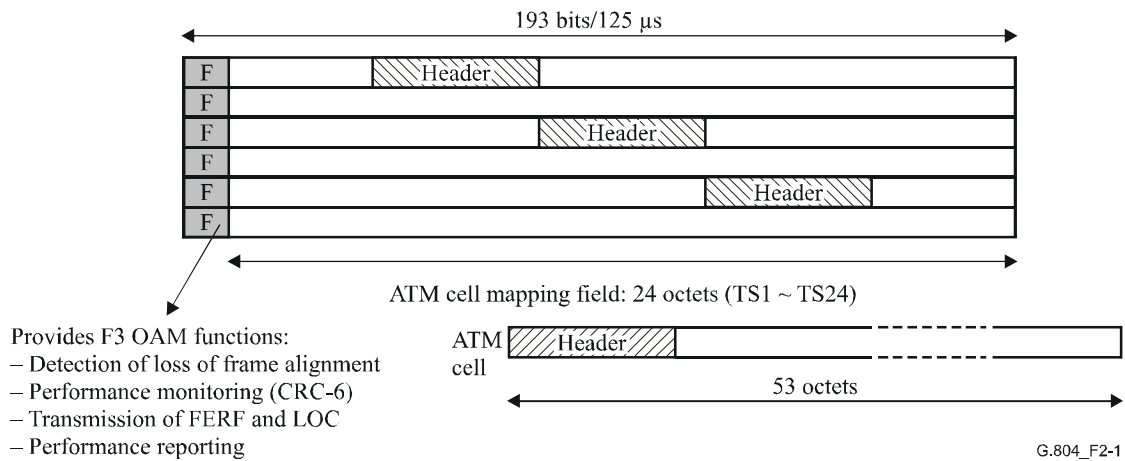 193 bits/125 µs
F Header
F
F Header
F
F Header
F
ATM cell mapping field: 24 octets (TS1 ~ TS24)
Provides F3 OAM functions:
– Detection of loss of frame alignment
– Performance monitoring (CRC-6)
– Transmission of FERF and LOC
– Performance reporting
ATM
cell
Header
53 octets
G.804_F2-1